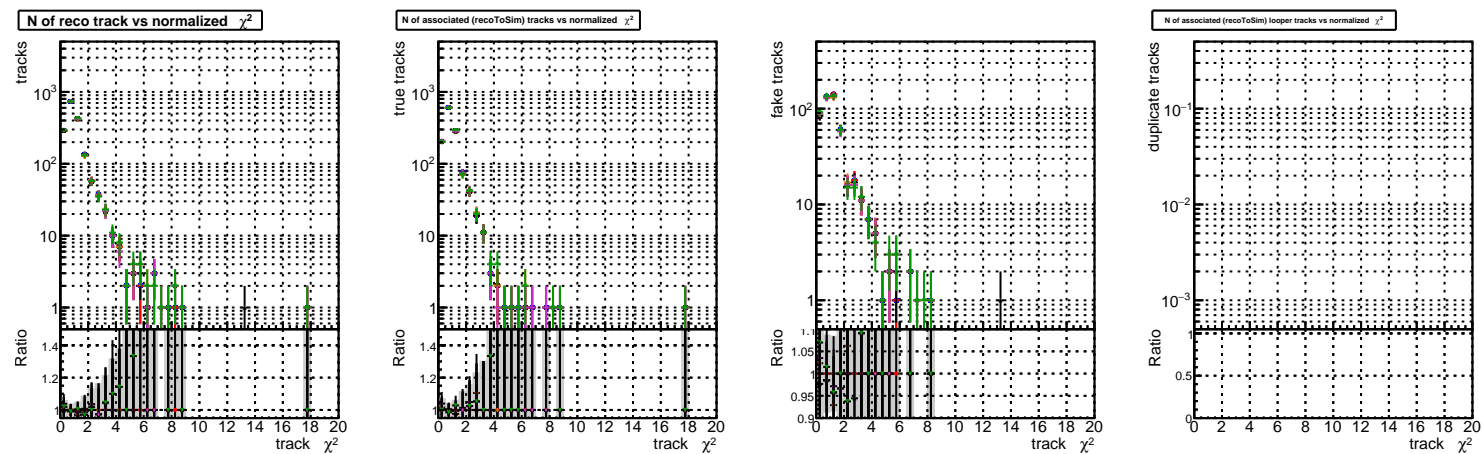 N of reco track vs normalized χ²
tracks
10³
10²
10
1
Ratio
1.4
1.2
1
0 2 4 6 8 10 12 14 16 18 20
track χ²
N of associated (recoToSim) tracks vs normalized χ²
true tracks
10³
10²
10
1
Ratio
1.4
1.2
1
0 2 4 6 8 10 12 14 16 18 20
track χ²
fake tracks
10²
10
1
Ratio
1.1
1.05
1
0.95
0.9
0 2 4 6 8 10 12 14 16 18 20
track χ²
N of associated (recoToSim) looper tracks vs normalized χ²
duplicate tracks
10⁻¹
10⁻²
10⁻³
Ratio
1
0.5
0
0 2 4 6 8 10 12 14 16 18 20
track χ²